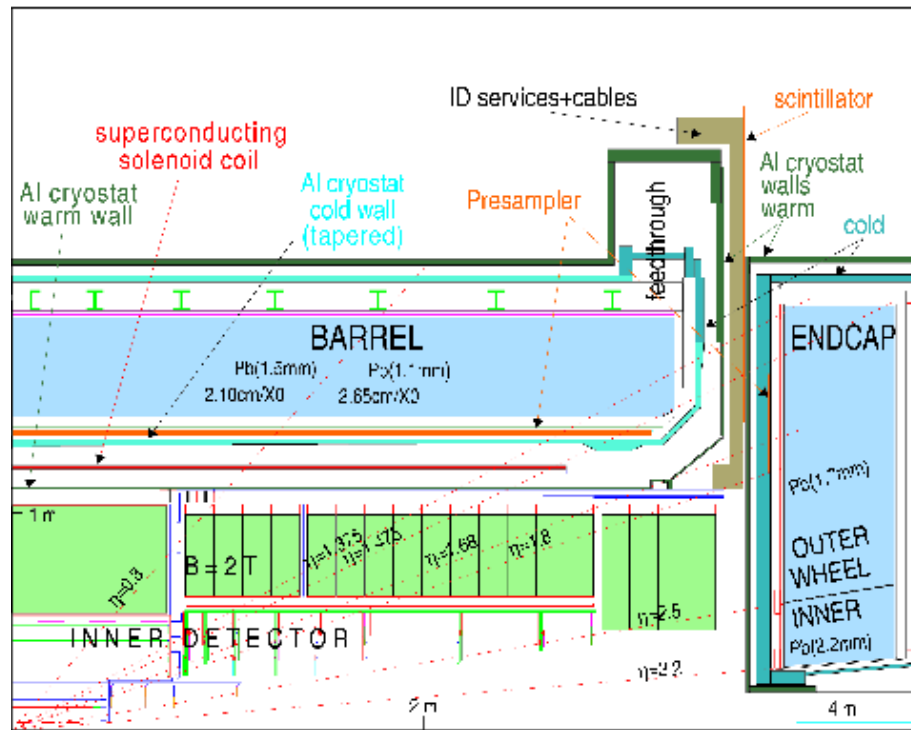 ID services+cables
scintillator
superconducting
solenoid coil
Al cryostat
walls
warm
Al cryostat
warm wall
Al cryostat
cold wall
(tapered)
Presampler
cold
feedthrough
BARREL
ENDCAP
Pb(1.5mm)
2.10cm/X0
2.65cm/X0
1 m
B = 2 T
η=1.68
η=1.8
OUTER
WHEEL
INNER
Pb(2.2mm)
η=2.5
INNER DETECTOR
2 m
4 m